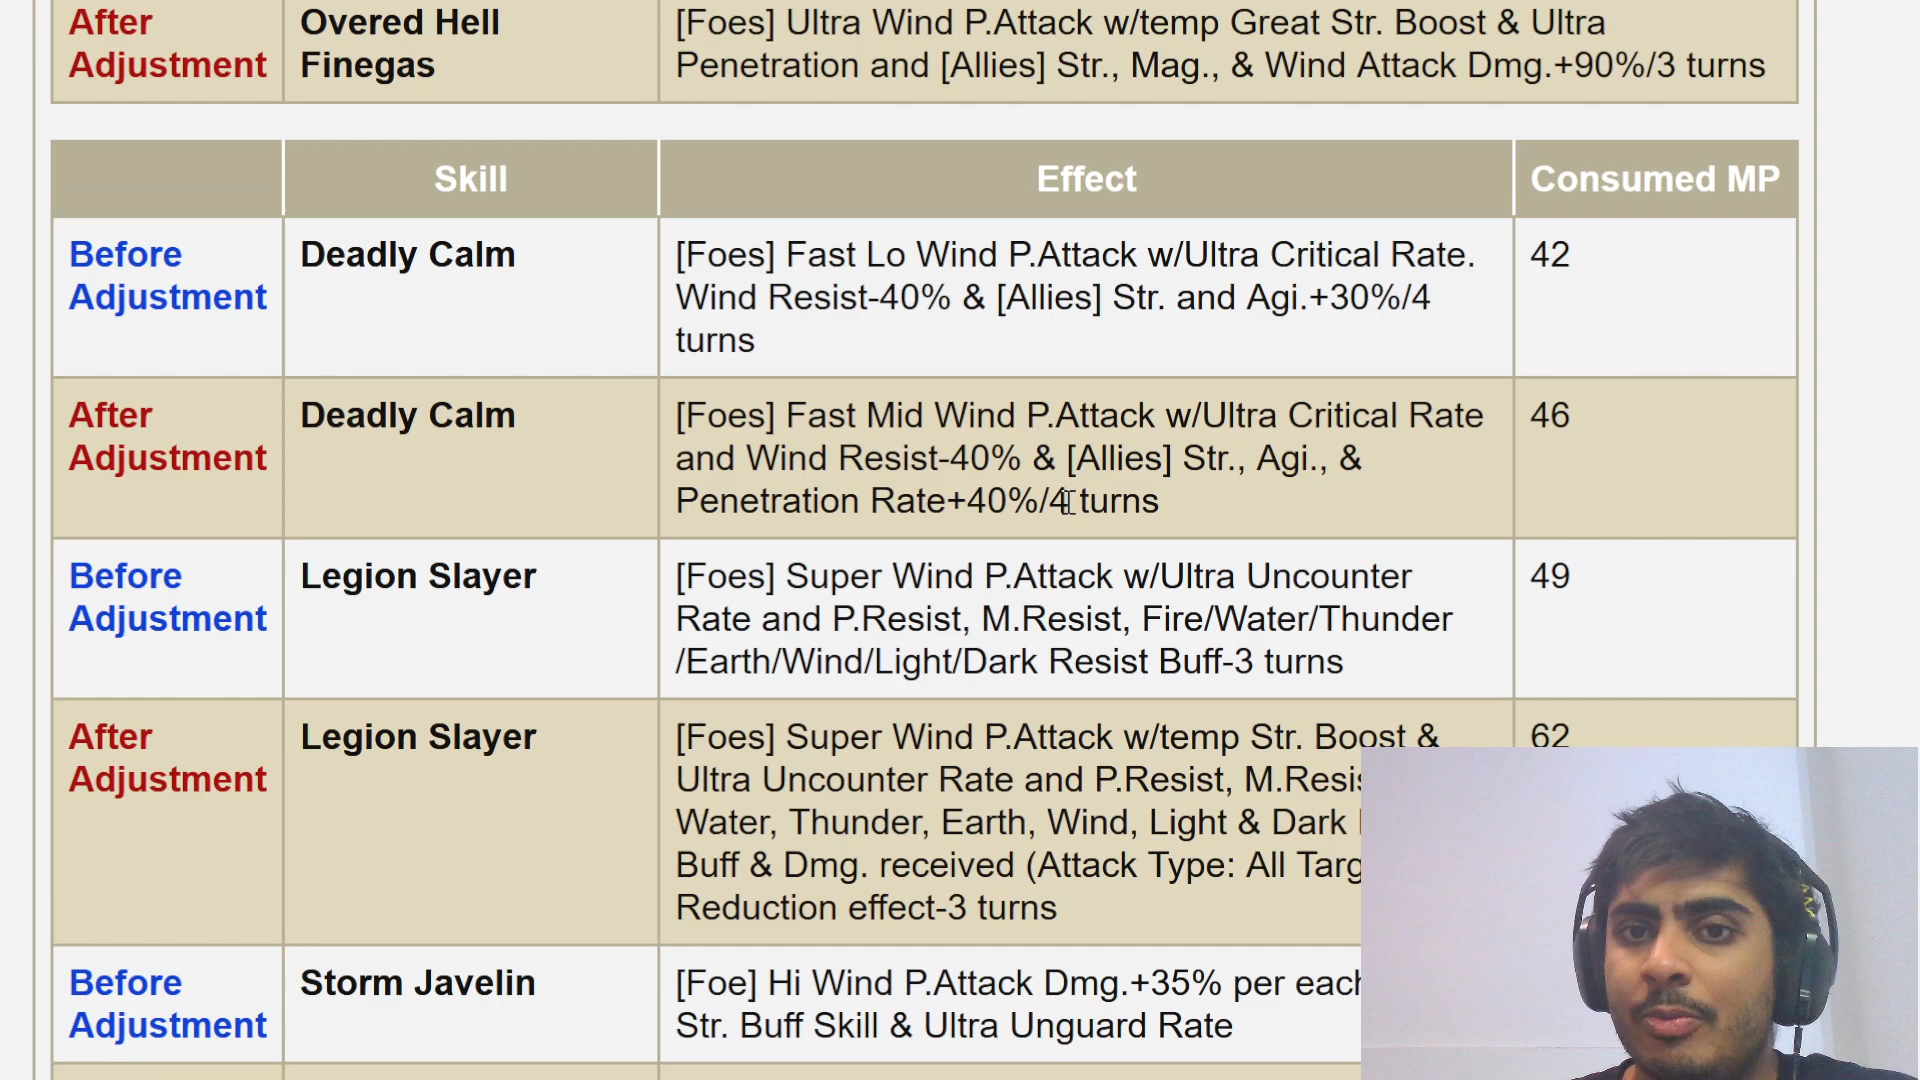 After
Adjustment
Overed Hell
Finegas
[Foes] Ultra Wind P.Attack w/temp Great Str. Boost & Ultra
Penetration and [Allies] Str., Mag., & Wind Attack Dmg.+90%/3 turns
Skill
Effect
Consumed MP
Before
Adjustment
Deadly Calm
[Foes] Fast Lo Wind P.Attack w/Ultra Critical Rate.
Wind Resist-40% & [Allies] Str. and Agi.+30%/4
turns
42
After
Adjustment
Deadly Calm
[Foes] Fast Mid Wind P.Attack w/Ultra Critical Rate
and Wind Resist-40% & [Allies] Str., Agi., &
Penetration Rate+40%/4 turns
46
Before
Adjustment
Legion Slayer
[Foes] Super Wind P.Attack w/Ultra Uncounter
Rate and P.Resist, M.Resist, Fire/Water/Thunder
/Earth/Wind/Light/Dark Resist Buff-3 turns
49
After
Adjustment
Legion Slayer
[Foes] Super Wind P.Attack w/temp Str. Boost &
Ultra Uncounter Rate and P.Resist,
Water, Thunder, Earth, Wind, Light & Dark
Buff & Dmg. received (Attack Type: All
Reduction effect-3 turns
62
Before
Adjustment
Storm Javelin
[Foe] Hi Wind P.Attack Dmg.+35% per each
Str. Buff Skill & Ultra Unguard Rate